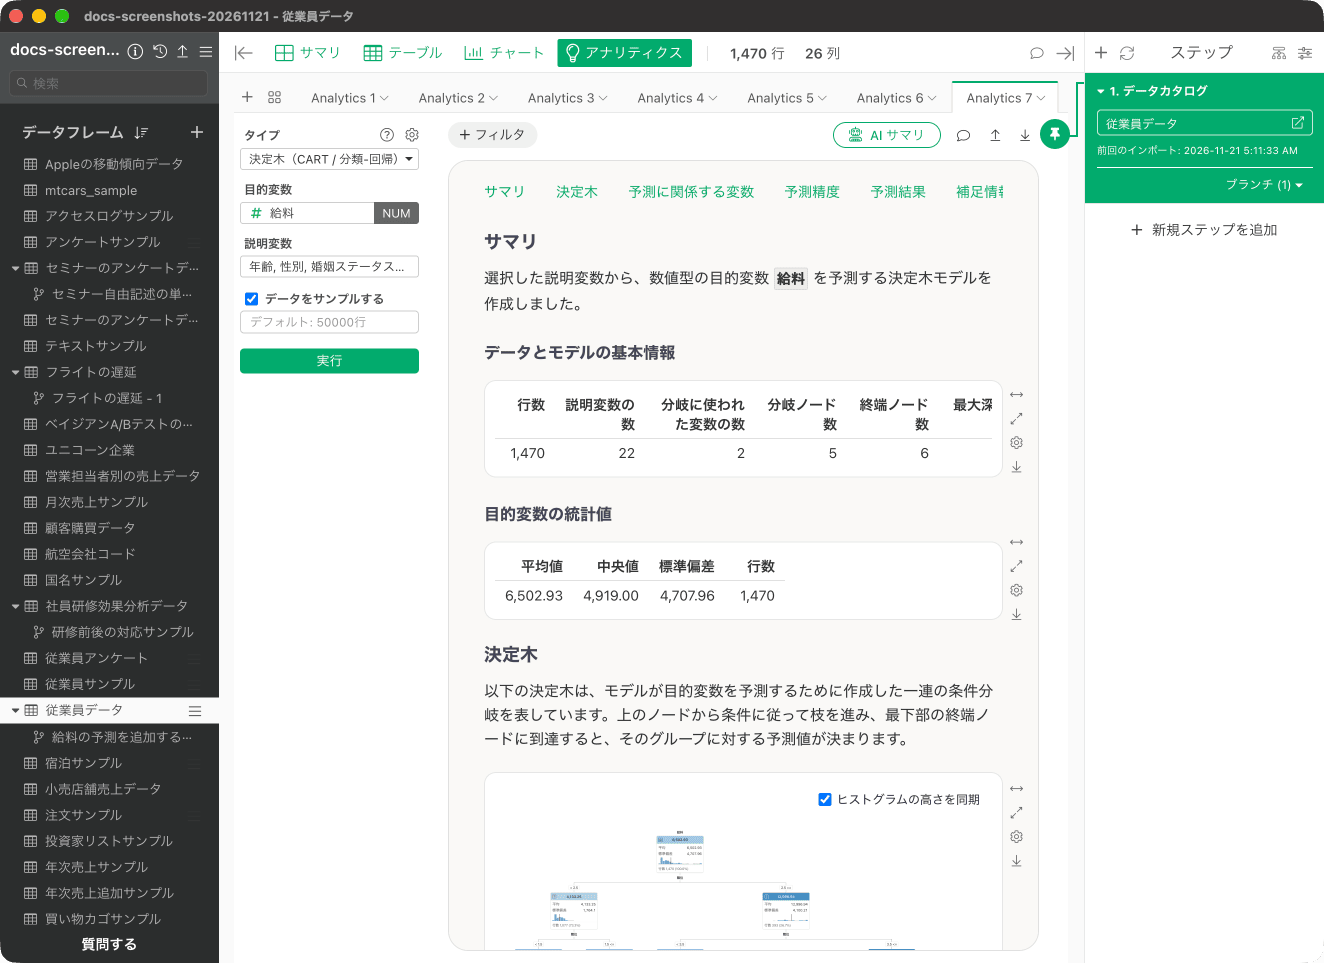 docs-screenshots-20261121 - 従業員データ
docs-screen...
検索
データフレーム
Appleの移動傾向データ
mtcars_sample
アクセスログサンプル
アンケートサンプル
セミナーのアンケートデ...
セミナー自由記述の単...
セミナーのアンケートデ...
テキストサンプル
フライトの遅延
フライトの遅延 - 1
ベイジアンA/Bテストの...
ユニコーン企業
営業担当者別の売上データ
月次売上サンプル
顧客購買データ
航空会社コード
国名サンプル
社員研修効果分析データ
研修前後の対応サンプル
従業員アンケート
従業員サンプル
従業員データ
給料の予測を追加する...
宿泊サンプル
小売店舗売上データ
注文サンプル
投資家リストサンプル
年次売上サンプル
年次売上追加サンプル
買い物カゴサンプル
質問する
サマリ テーブル チャート アナリティクス 1,470 行 26 列
Analytics 1 Analytics 2 Analytics 3 Analytics 4 Analytics 5 Analytics 6 Analytics 7
タイプ
決定木（CART / 分類-回帰）
目的変数
# 給料 NUM
説明変数
年齢, 性別, 婚姻ステータス...
データをサンプルする
デフォルト: 50000行
実行
+ フィルタ
AI サマリ
サマリ 決定木 予測に関係する変数 予測精度 予測結果 補足情報
サマリ
選択した説明変数から、数値型の目的変数 給料 を予測する決定木モデルを
作成しました。
データとモデルの基本情報
行数 説明変数の数 分岐に使われた変数の数 分岐ノード数 終端ノード数 最大深
1,470 22 2 5 6
目的変数の統計値
平均値 中央値 標準偏差 行数
6,502.93 4,919.00 4,707.96 1,470
決定木
以下の決定木は、モデルが目的変数を予測するために作成した一連の条件分
岐を表しています。上のノードから条件に従って枝を進み、最下部の終端ノ
ードに到達すると、そのグループに対する予測値が決まります。
ヒストグラムの高さを同期
ステップ
1. データカタログ
従業員データ
前回のインポート: 2026-11-21 5:11:33 AM
ブランチ (1)
+ 新規ステップを追加